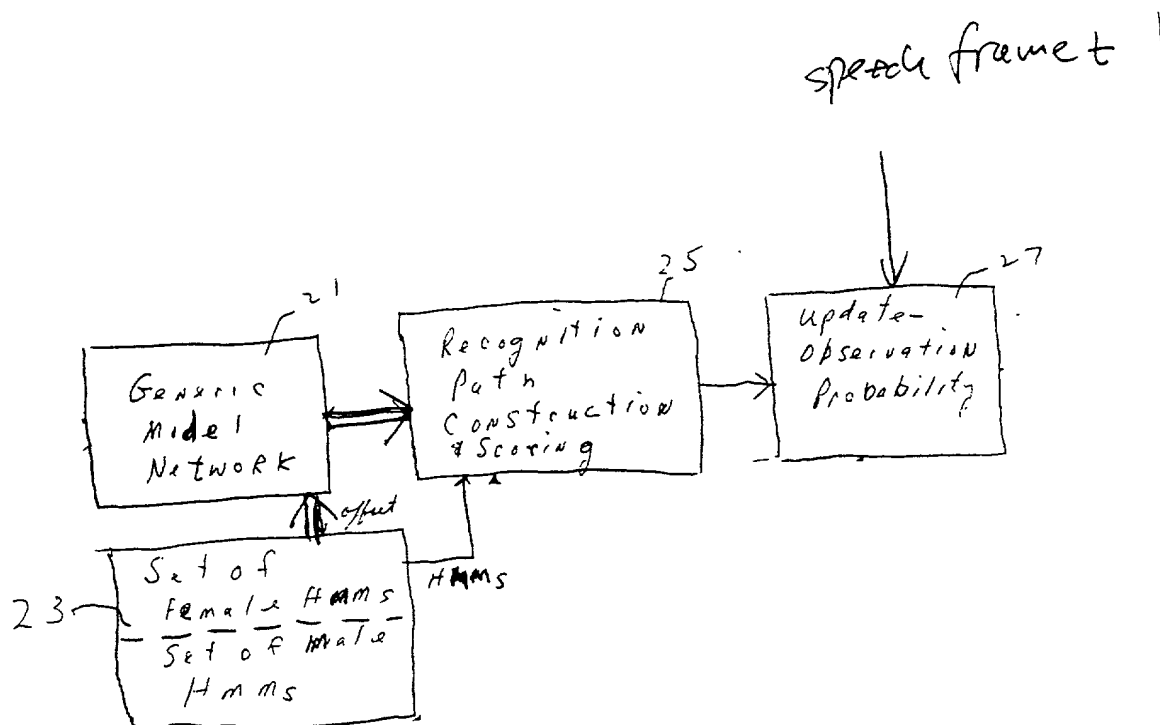 speech frame t
27
25
21
update-
Observation
Probability
Recognition
Path
Construction
& Scoring
Generic
Model
Network
offset
Set of
Female Hmms
Set of male
Hmms
HMMS
23